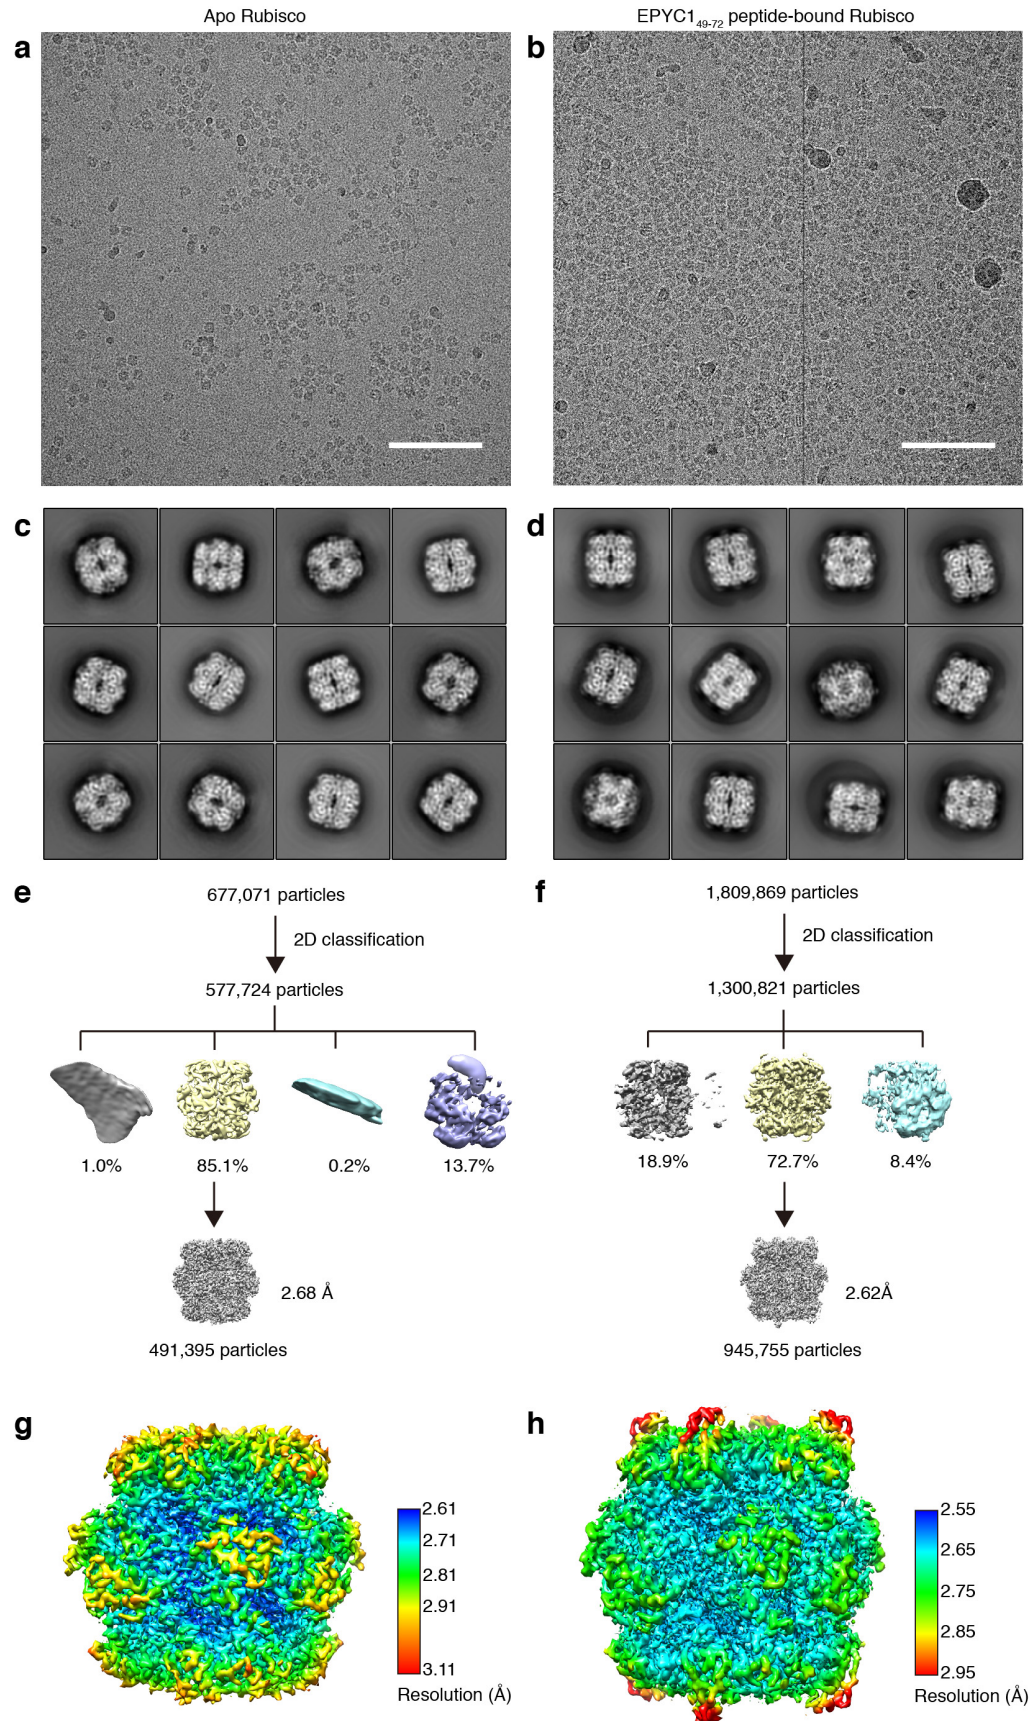 Apo Rubisco
EPYC1₄₉₋₇₂ peptide-bound Rubisco
a
b
c
d
e
677,071 particles
2D classification
577,724 particles
1.0%
85.1%
0.2%
13.7%
2.68 Å
491,395 particles
f
1,809,869 particles
2D classification
1,300,821 particles
18.9%
72.7%
8.4%
2.62Å
945,755 particles
g
2.61
2.71
2.81
2.91
3.11
Resolution (Å)
h
2.55
2.65
2.75
2.85
2.95
Resolution (Å)